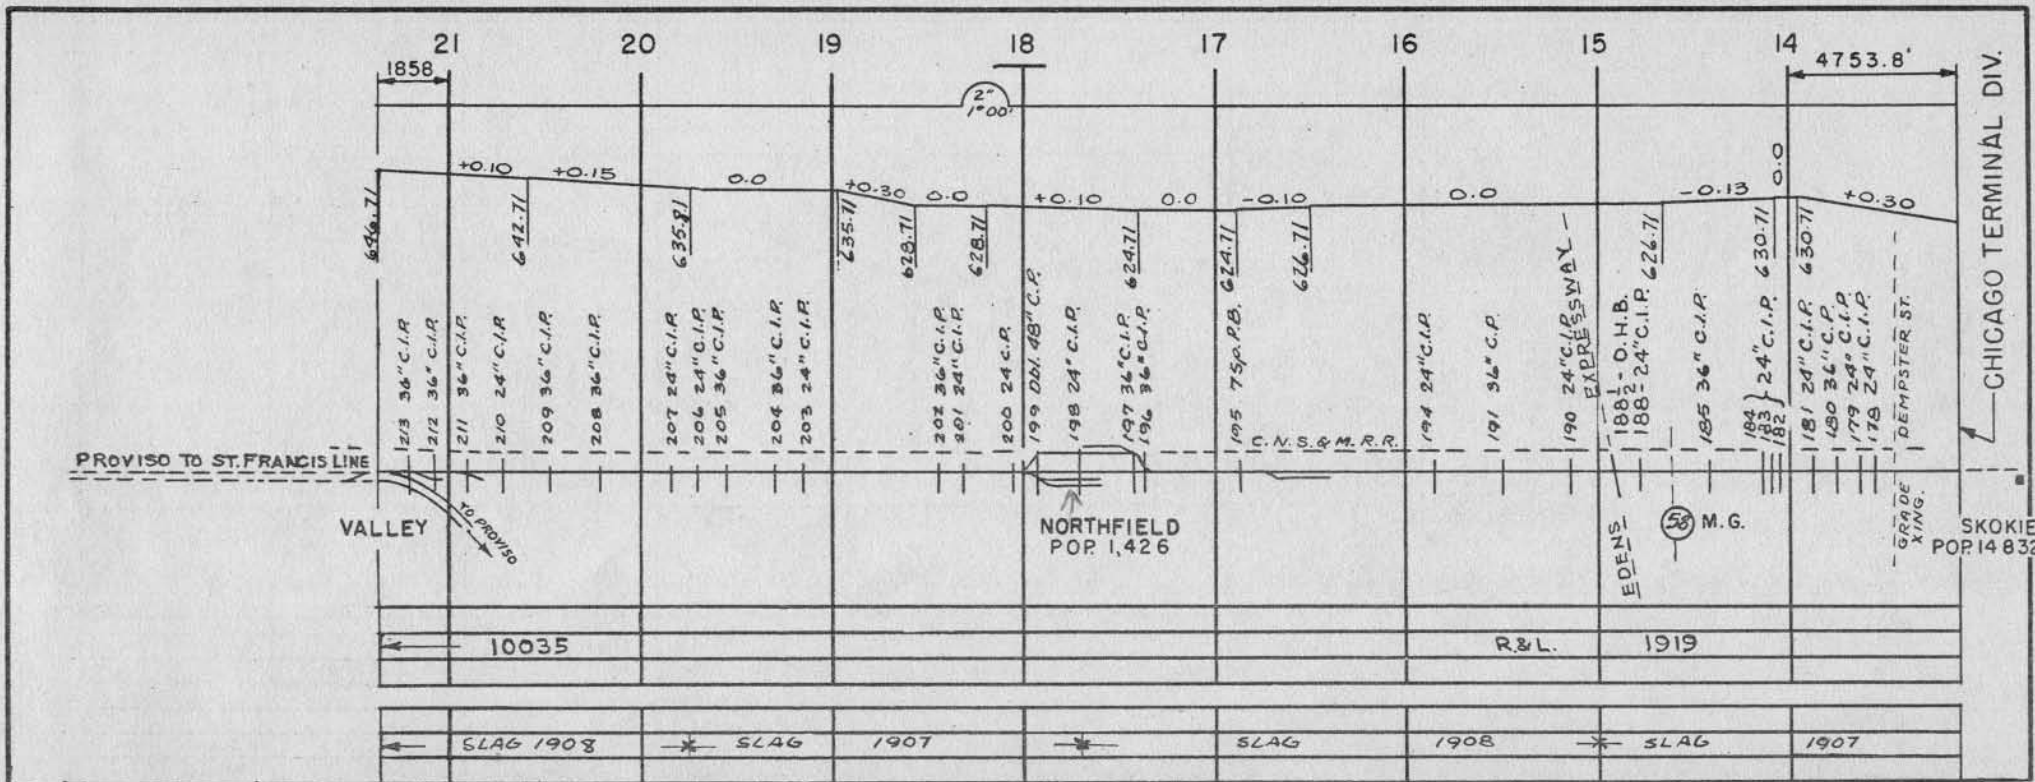 21 20 19 18 17 16 15 14
1858
4753.8'
2"
1°00'
CHICAGO TERMINAL DIV.
+0.10 +0.15 0.0 +0.30 0.0 +0.10 0.0 -0.10 0.0 -0.13 0.0 +0.30
646.71
642.71
635.81
635.71
628.71
628.71
624.71
624.71
626.71
626.71
630.71
630.71
213 36" C.I.P.
212 36" C.I.P.
211 36" C.I.P.
210 24" C.I.P.
209 36" C.I.P.
208 36" C.I.P.
207 24" C.I.P.
206 24" C.I.P.
205 36" C.I.P.
204 36" C.I.P.
203 24" C.I.P.
202 36" C.I.P.
201 24" C.I.P.
200 24 C.P.
199 Dbl. 48" C.P.
198 24" C.I.P.
197 36" C.I.P.
196 36" C.I.P.
195 7Sp. P.B.
194 24" C.I.P.
191 36" C.P.
190 24" C.I.P.
EDENS EXPRESSWAY
188½ - O.H.B.
188 - 24" C.I.P.
185 36" C.I.P.
184
183
182
24" C.I.P.
181 24" C.I.P.
180 36" C.P.
179 24" C.I.P.
178 24" C.I.P.
GRADE XING. DEMPSTER ST.
C.N.S. & M. R.R.
PROVISO TO ST. FRANCIS LINE
VALLEY
TO PROVISO
NORTHFIELD
POP. 1,426
58 M.G.
SKOKIE
POP. 14 832
10035 R.& L. 1919
SLAG 1908 SLAG 1907 SLAG 1908 SLAG 1907